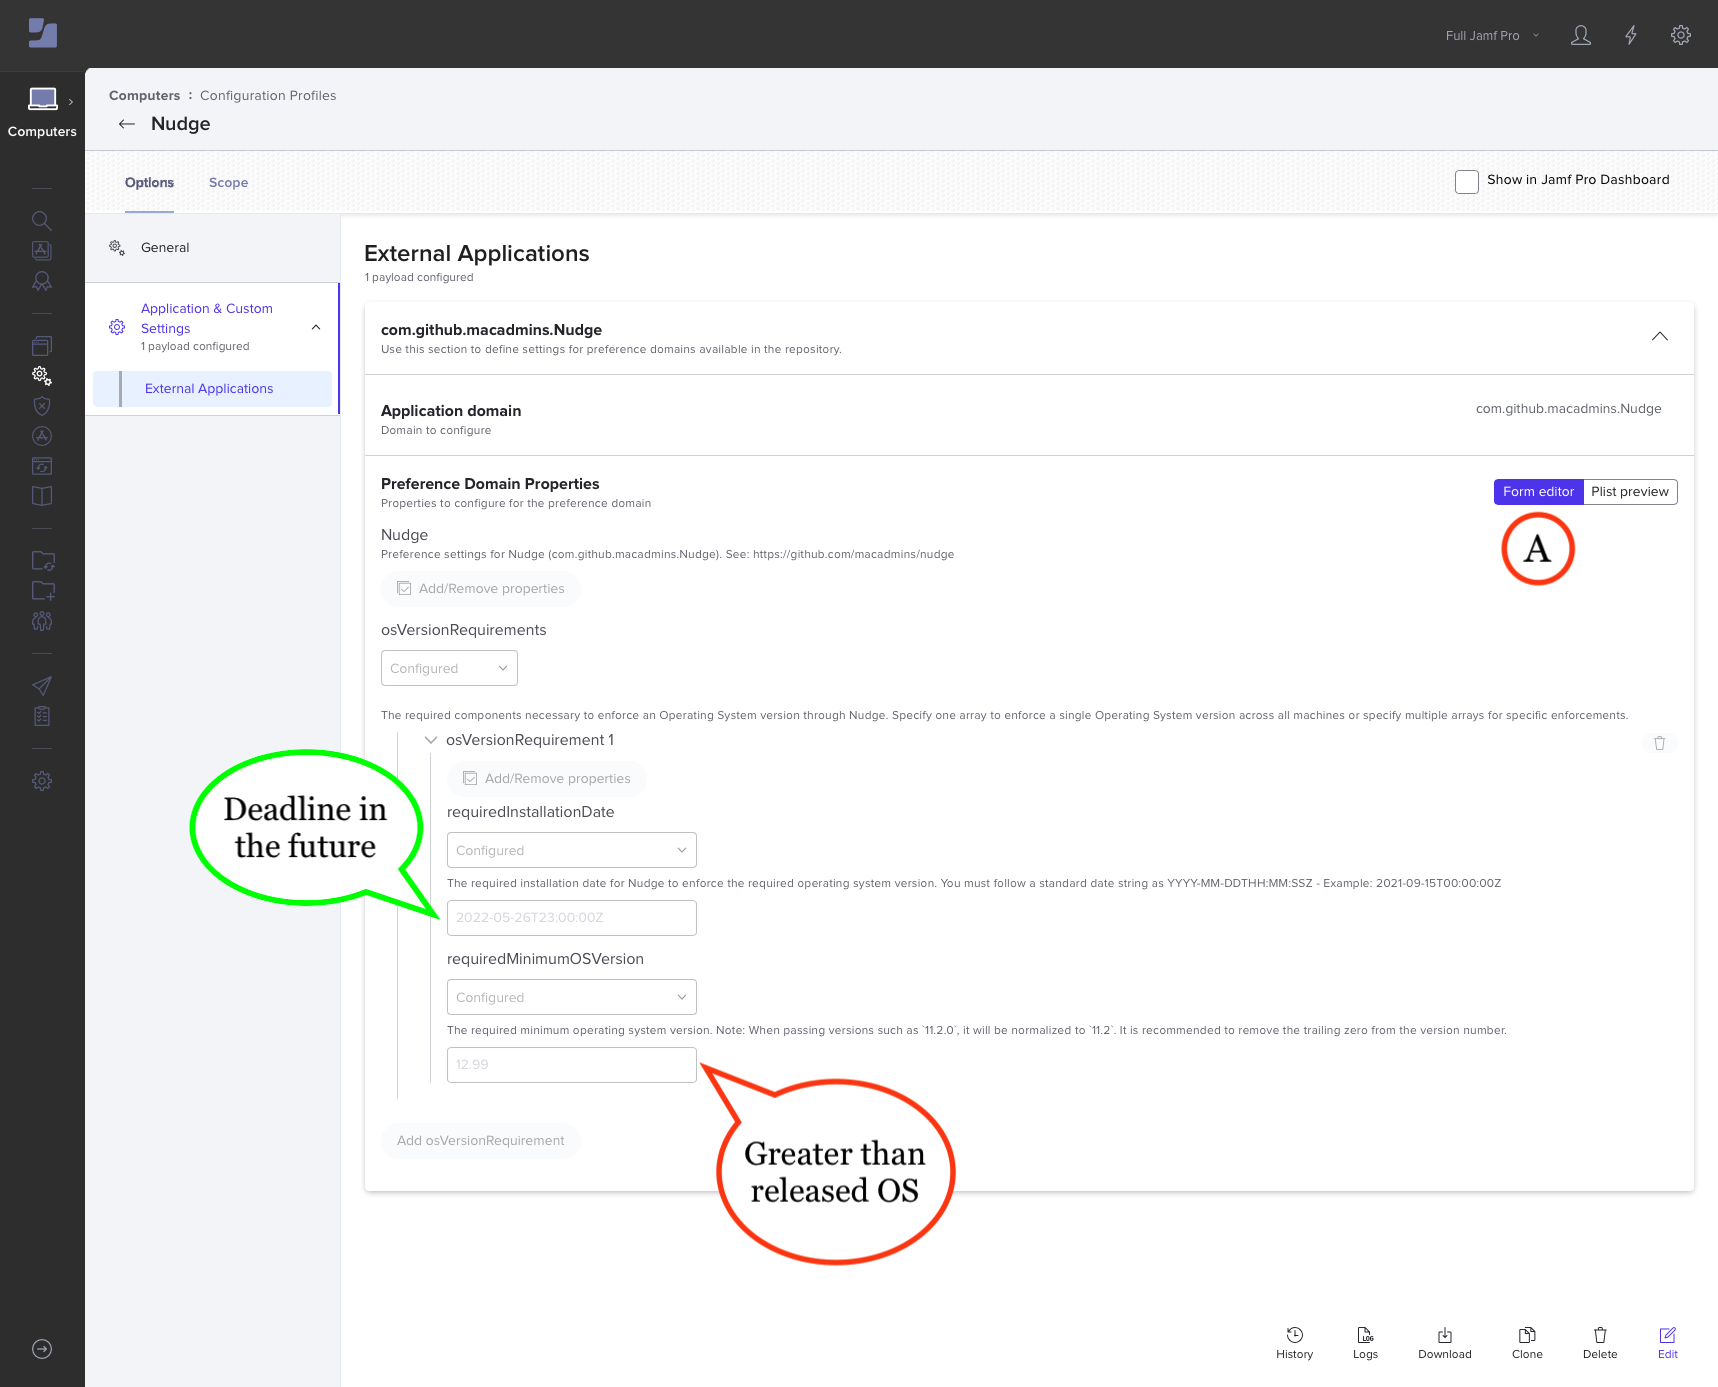 Full Jamf Pro
Computers
Computers : Configuration Profiles
Nudge
Options
Scope
Show in Jamf Pro Dashboard
General
Application & Custom
Settings
1 payload configured
External Applications
External Applications
1 payload configured
com.github.macadmins.Nudge
Use this section to define settings for preference domains available in the repository.
Application domain
Domain to configure
com.github.macadmins.Nudge
Preference Domain Properties
Properties to configure for the preference domain
Form editor
Plist preview
A
Nudge
Preference settings for Nudge (com.github.macadmins.Nudge). See: https://github.com/macadmins/nudge
Add/Remove properties
osVersionRequirements
Configured
The required components necessary to enforce an Operating System version through Nudge. Specify one array to enforce a single Operating System version across all machines or specify multiple arrays for specific enforcements.
osVersionRequirement 1
Add/Remove properties
Deadline in
the future
requiredInstallationDate
Configured
The required installation date for Nudge to enforce the required operating system version. You must follow a standard date string as YYYY-MM-DDTHH:MM:SSZ - Example: 2021-09-15T00:00:00Z
2022-05-26T23:00:00Z
requiredMinimumOSVersion
Configured
The required minimum operating system version. Note: When passing versions such as `11.2.0`, it will be normalized to `11.2`. It is recommended to remove the trailing zero from the version number.
12.99
Greater than
released OS
Add osVersionRequirement
History
LOG
Logs
Download
Clone
Delete
Edit